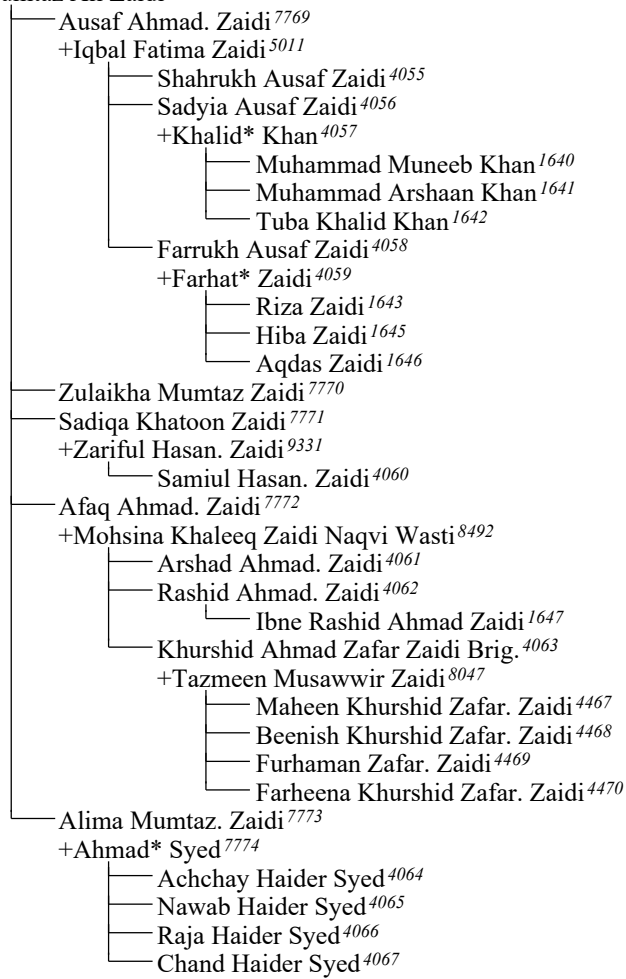 Ausaf Ahmad. Zaidi 7769
+Iqbal Fatima Zaidi 5011
Shahrukh Ausaf Zaidi 4055
Sadyia Ausaf Zaidi 4056
+Khalid* Khan 4057
Muhammad Muneeb Khan 1640
Muhammad Arshaan Khan 1641
Tuba Khalid Khan 1642
Farrukh Ausaf Zaidi 4058
+Farhat* Zaidi 4059
Riza Zaidi 1643
Hiba Zaidi 1645
Aqdas Zaidi 1646
Zulaikha Mumtaz Zaidi 7770
Sadiqa Khatoon Zaidi 7771
+Zariful Hasan. Zaidi 9331
Samiul Hasan. Zaidi 4060
Afaq Ahmad. Zaidi 7772
+Mohsina Khaleeq Zaidi Naqvi Wasti 8492
Arshad Ahmad. Zaidi 4061
Rashid Ahmad. Zaidi 4062
Ibne Rashid Ahmad Zaidi 1647
Khurshid Ahmad Zafar Zaidi Brig. 4063
+Tazmeen Musawwir Zaidi 8047
Maheen Khurshid Zafar. Zaidi 4467
Beenish Khurshid Zafar. Zaidi 4468
Furhaman Zafar. Zaidi 4469
Farheena Khurshid Zafar. Zaidi 4470
Alima Mumtaz. Zaidi 7773
+Ahmad* Syed 7774
Achchay Haider Syed 4064
Nawab Haider Syed 4065
Raja Haider Syed 4066
Chand Haider Syed 4067